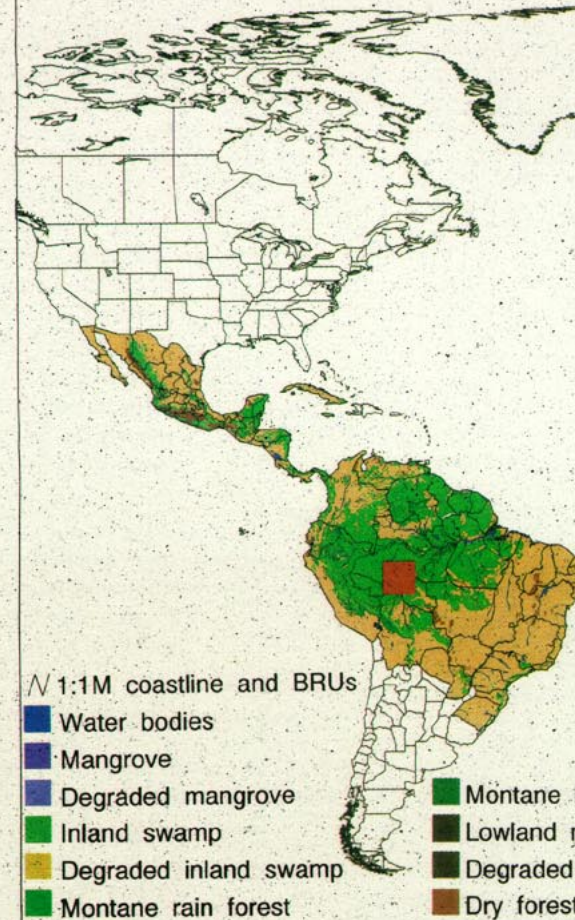 1:1M coastline and BRUs
Water bodies
Mangrove
Degraded mangrove
Inland swamp
Degraded inland swamp
Montane rain forest
Montane
Lowland
Degraded
Dry forest